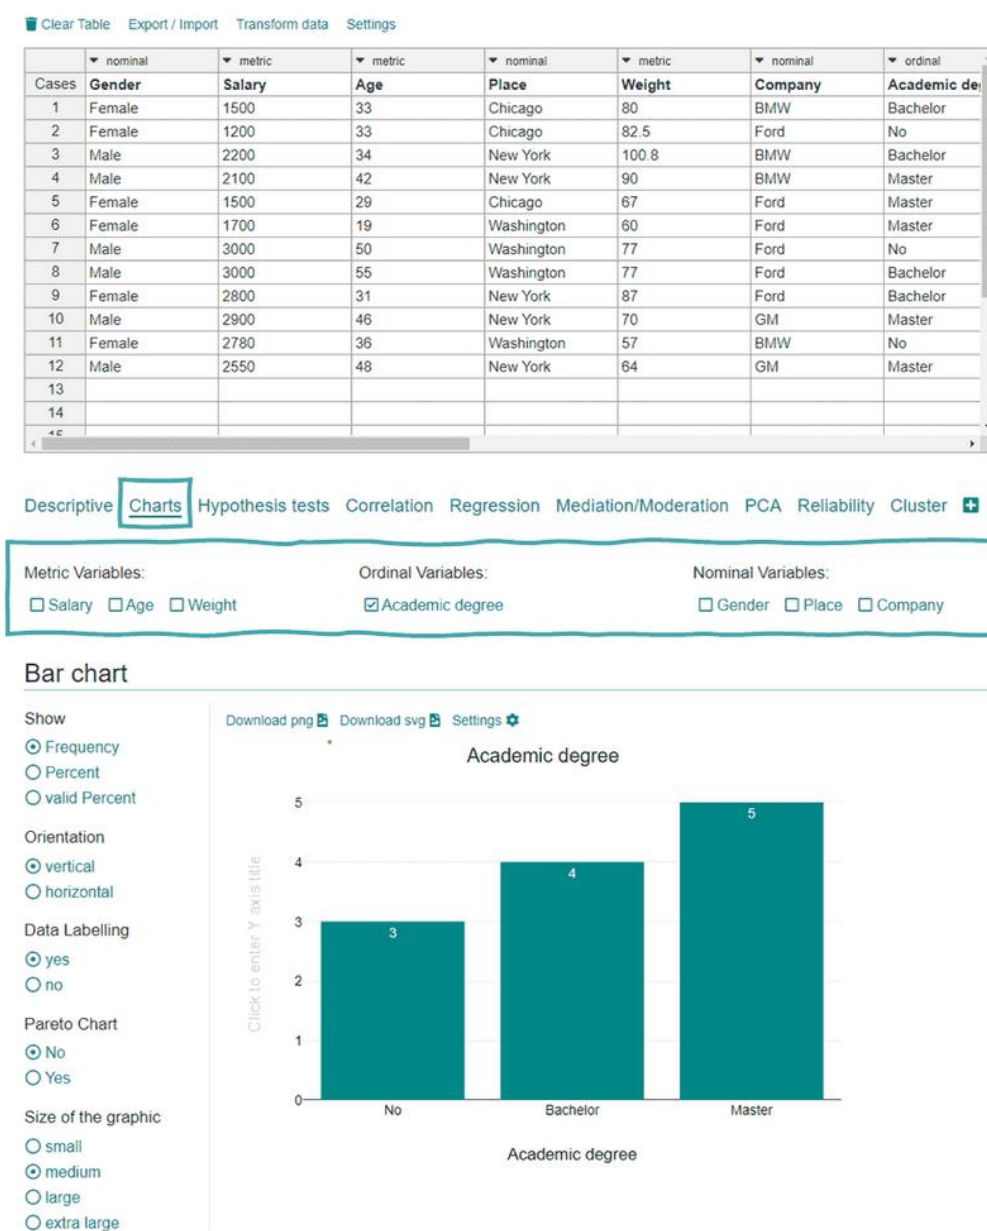 Clear Table Export / Import Transform data Settings
nominal metric metric nominal metric nominal ordinal
Cases Gender Salary Age Place Weight Company Academic
1 Female 1500 33 Chicago 80 BMW Bachelor
2 Female 1200 33 Chicago 82.5 Ford No
3 Male 2200 34 New York 100.8 BMW Bachelor
4 Male 2100 42 New York 90 BMW Master
5 Female 1500 29 Chicago 67 Ford Master
6 Female 1700 19 Washington 60 Ford Master
7 Male 3000 50 Washington 77 Ford No
8 Male 3000 55 Washington 77 Ford Bachelor
9 Female 2800 31 New York 87 Ford Bachelor
10 Male 2900 46 New York 70 GM Master
11 Female 2780 36 Washington 57 BMW No
12 Male 2550 48 New York 64 GM Master
13
14
Descriptive Charts Hypothesis tests Correlation Regression Mediation/Moderation PCA Reliability Cluster
Metric Variables: Ordinal Variables: Nominal Variables:
Salary Age Weight Academic degree Gender Place Company
Bar chart
Show
Frequency
Percent
valid Percent
Orientation
vertical
horizontal
Data Labelling
yes
no
Pareto Chart
No
Yes
Size of the graphic
small
medium
large
extra large
Download png Download svg Settings
Academic degree
Click to enter Y axis title
5
4
3
2
1
0
3
4
5
No Bachelor Master
Academic degree